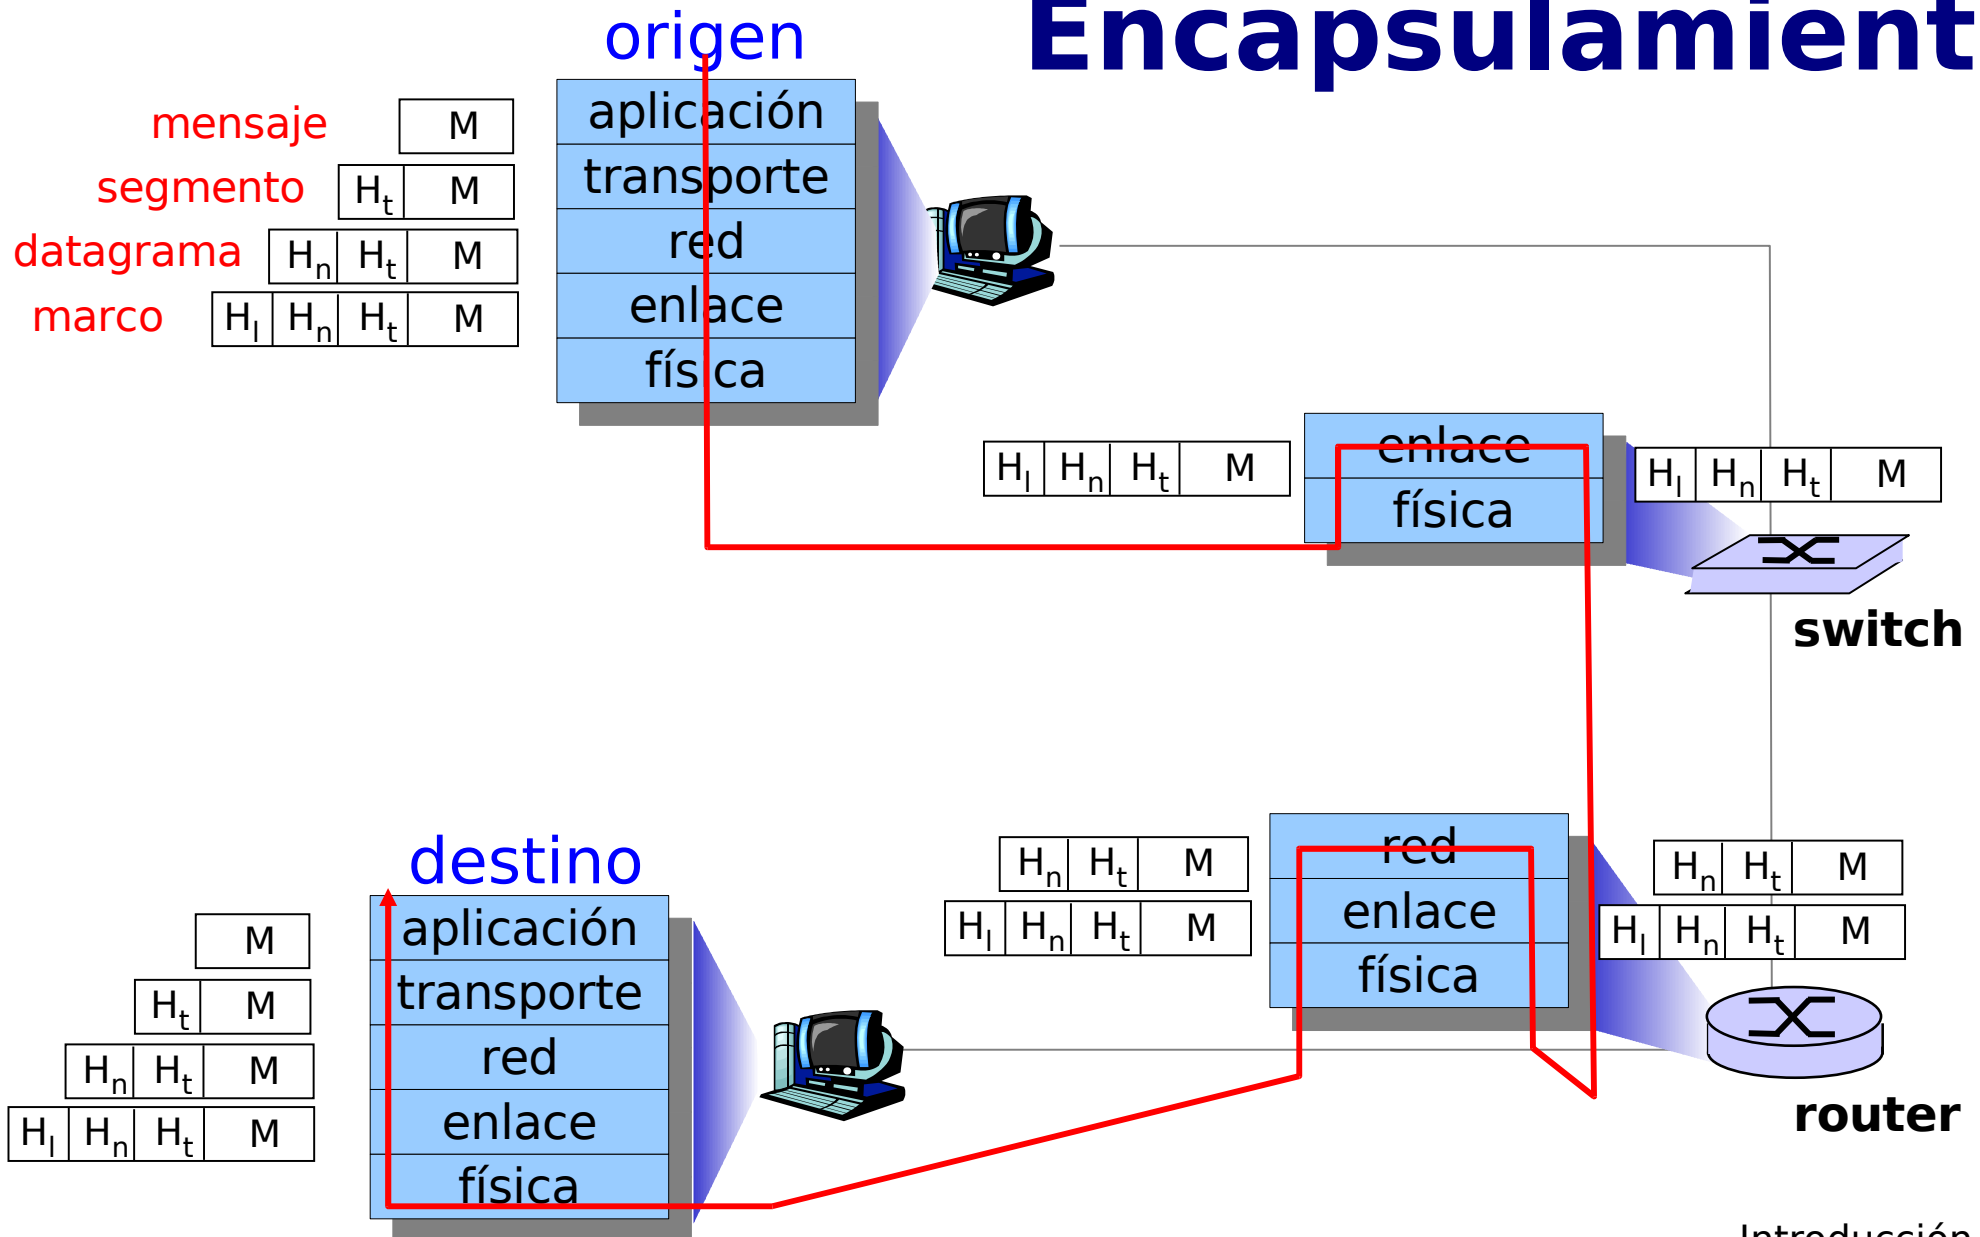 Encapsulamient
origen
mensaje M
segmento Ht M
datagrama Hn Ht M
marco Hl Hn Ht M
aplicación
transporte
red
enlace
física
Hl Hn Ht M
enlace
física
Hl Hn Ht M
switch
Hn Ht M
Hl Hn Ht M
red
enlace
física
Hn Ht M
Hl Hn Ht M
router
destino
M
Ht M
Hn Ht M
Hl Hn Ht M
aplicación
transporte
red
enlace
física
Introducción